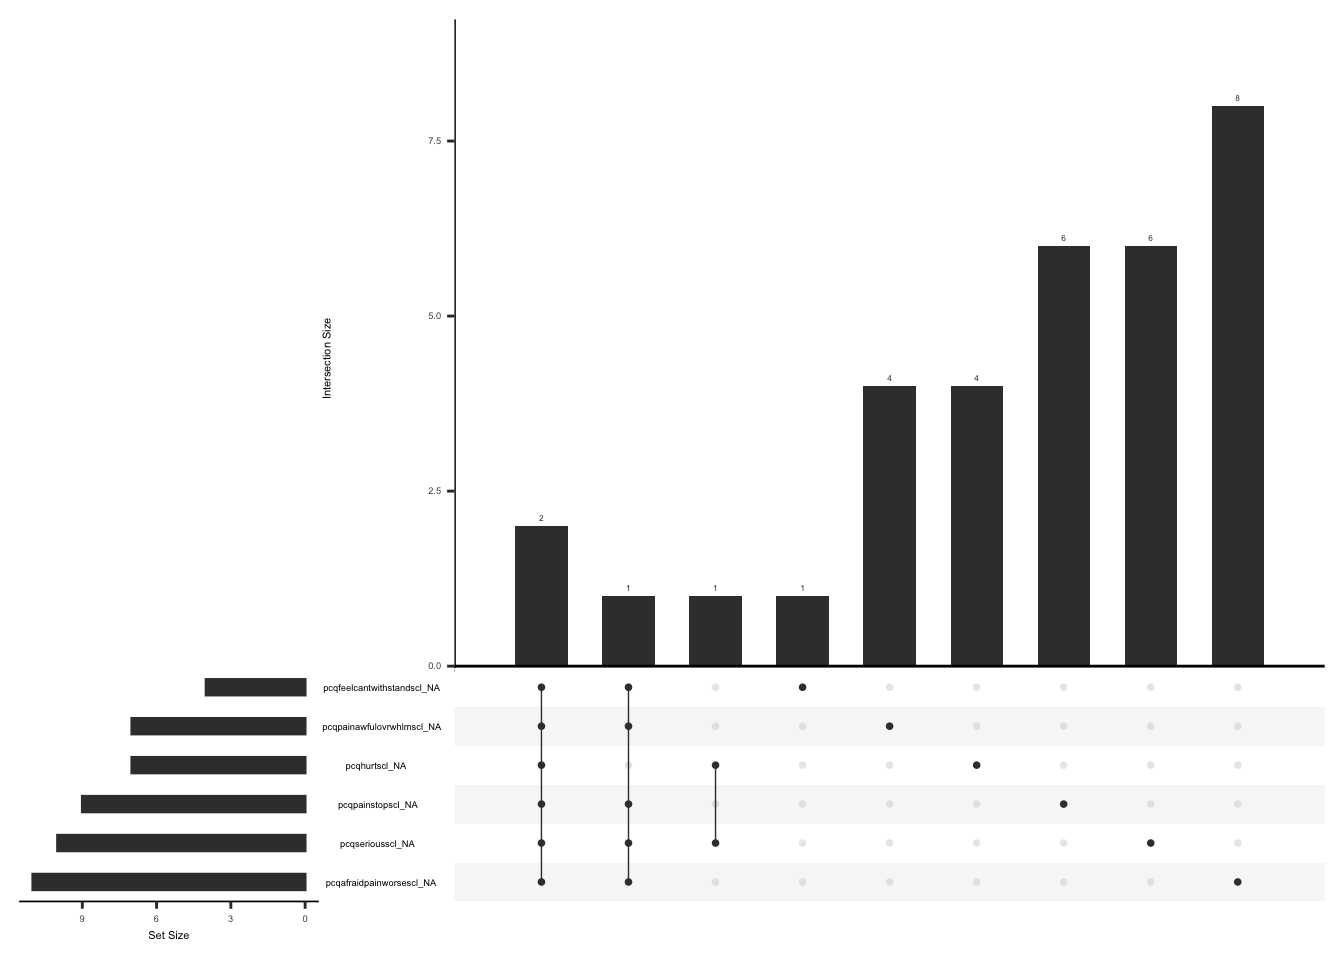 8
7.5
6 6
Intersection Size
5.0
4 4
2.5
2
1 1 1
0.0
pcqfeelcantwithstandscl_NA
pcqpainawfulovrwhlmscl_NA
pcqhurtscl_NA
pcqpainstopscl_NA
pcqseriousscl_NA
pcqafraidpainworsescl_NA
9 6 3 0
Set Size